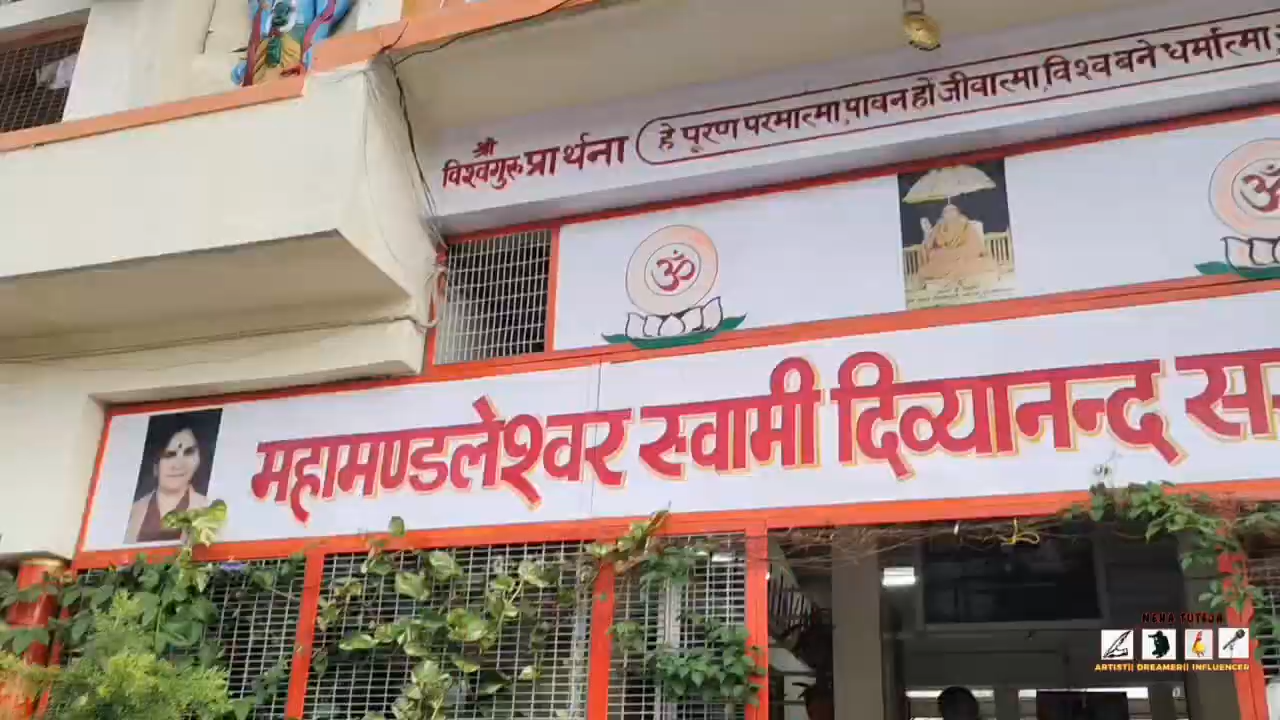 श्री
विश्वगुरु प्रार्थना हे पूरण परमात्मा, पावन हों जीवात्मा, विश्व बने धर्मात्मा
ॐ ॐ
महामण्डलेश्वर स्वामी दिव्यानन्द
NEHA TUTEJA
ARTIST|| DREAMER|| INFLUENCER